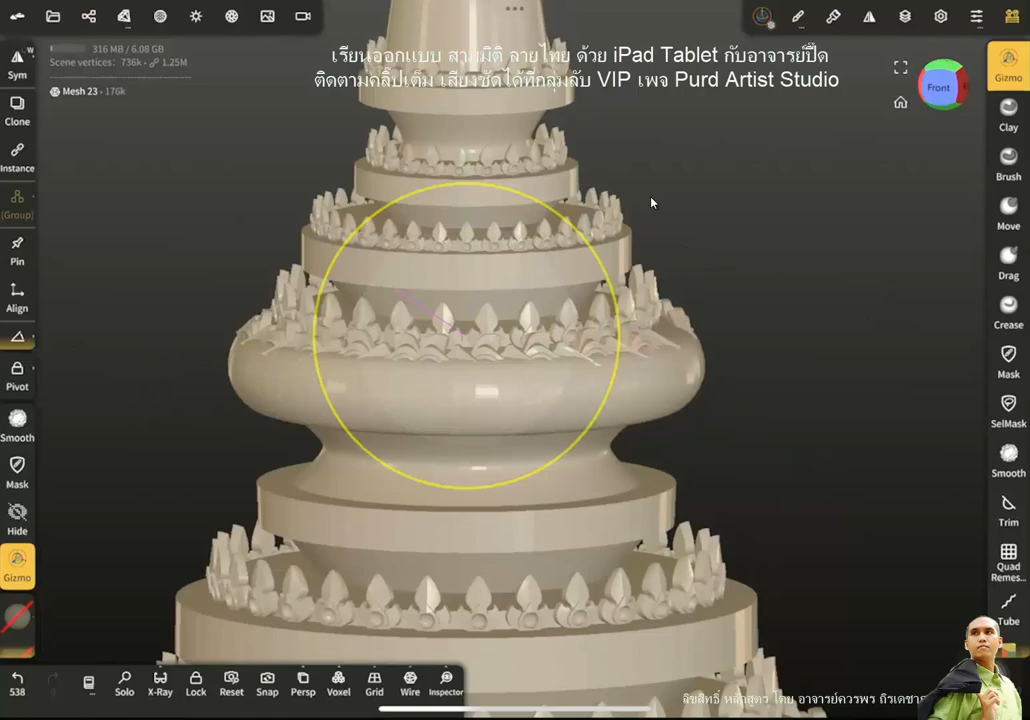 316 MB / 6.08 GB
Scene vertices: 736k • 1.25M
Mesh 23 • 176k
เรียนออกแบบ สามมิติ ลายไทย ด้วย iPad Tablet กับอาจารย์ปื๊ด
ติดตามคลิปเต็ม เสียงชัดได้ที่กลุ่มลับ VIP เพจ Purd Artist Studio
Front
Sym
Clone
Instance
(Group)
Pin
Align
Pivot
Smooth
Mask
Hide
Gizmo
Gizmo
Clay
Brush
Move
Drag
Crease
Mask
SelMask
Smooth
Trim
Quad
Remes...
Tube
538
Solo
X-Ray
Lock
Reset
Snap
Persp
Voxel
Grid
Wire
Inspector
ลิขสิทธิ์ หลักสูตร โดย อาจารย์ควรพร ถิรเดชา